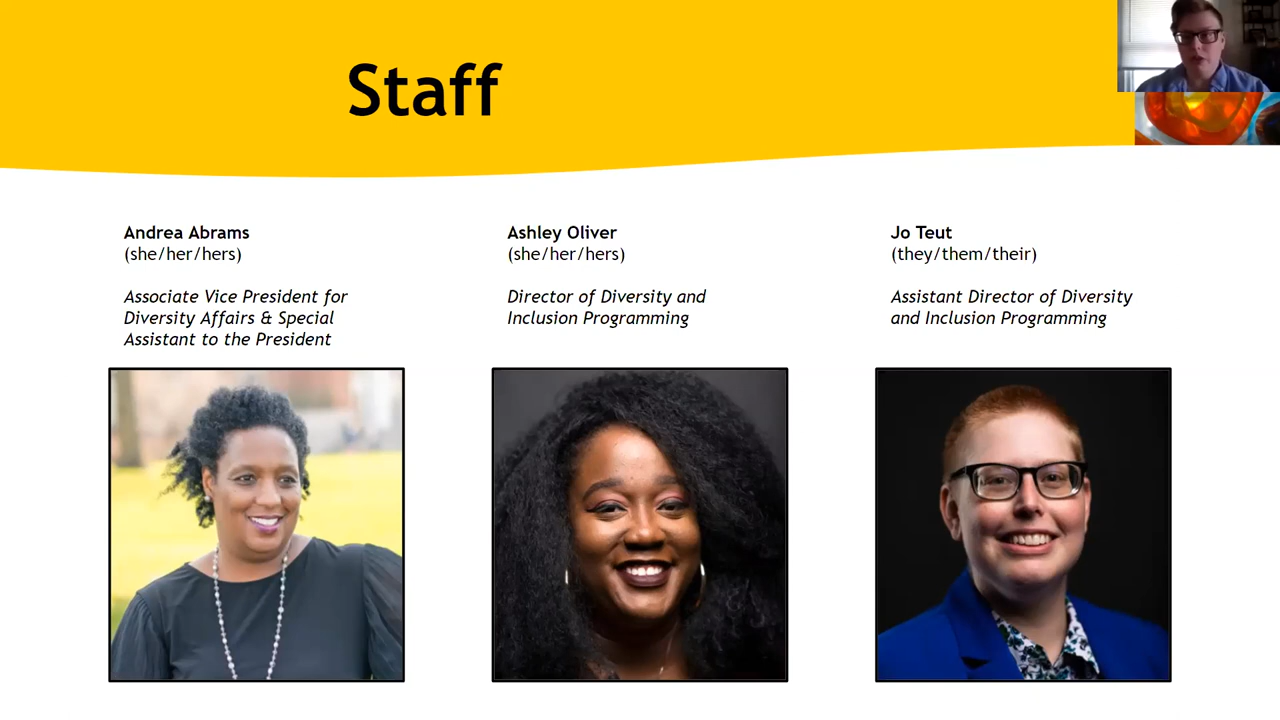 Staff
Andrea Abrams
(she/her/hers)
Associate Vice President for
Diversity Affairs & Special
Assistant to the President
Ashley Oliver
(she/her/hers)
Director of Diversity and
Inclusion Programming
Jo Teut
(they/them/their)
Assistant Director of Diversity
and Inclusion Programming